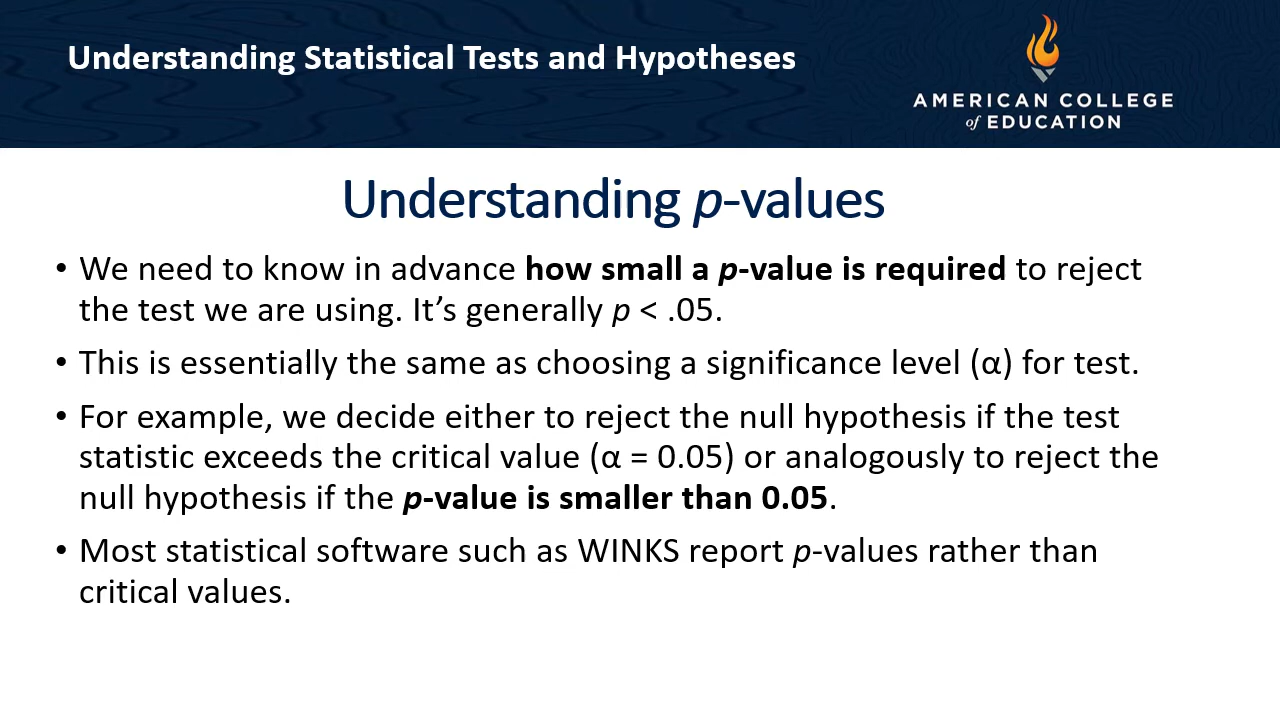 Understanding Statistical Tests and Hypotheses
AMERICAN COLLEGE
of EDUCATION
Understanding p-values
• We need to know in advance how small a p-value is required to reject
the test we are using. It’s generally p < .05.
• This is essentially the same as choosing a significance level (α) for test.
• For example, we decide either to reject the null hypothesis if the test
statistic exceeds the critical value (α = 0.05) or analogously to reject the
null hypothesis if the p-value is smaller than 0.05.
• Most statistical software such as WINKS report p-values rather than
critical values.